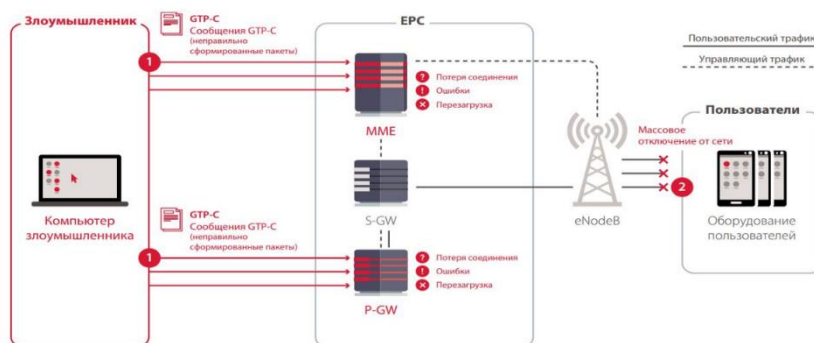 Злоумышленник
GTP-C
Сообщения GTP-C
(неправильно
сформированные пакеты)
1
EPC
? Потеря соединения
! Ошибки
× Перезагрузка
MME
S-GW
Компьютер
злоумышленника
GTP-C
Сообщения GTP-C
(неправильно
сформированные пакеты)
1
? Потеря соединения
! Ошибки
× Перезагрузка
P-GW
eNodeB
Пользовательский трафик
Управляющий трафик
Пользователи
Массовое
отключение от сети
2
Оборудование
пользователей